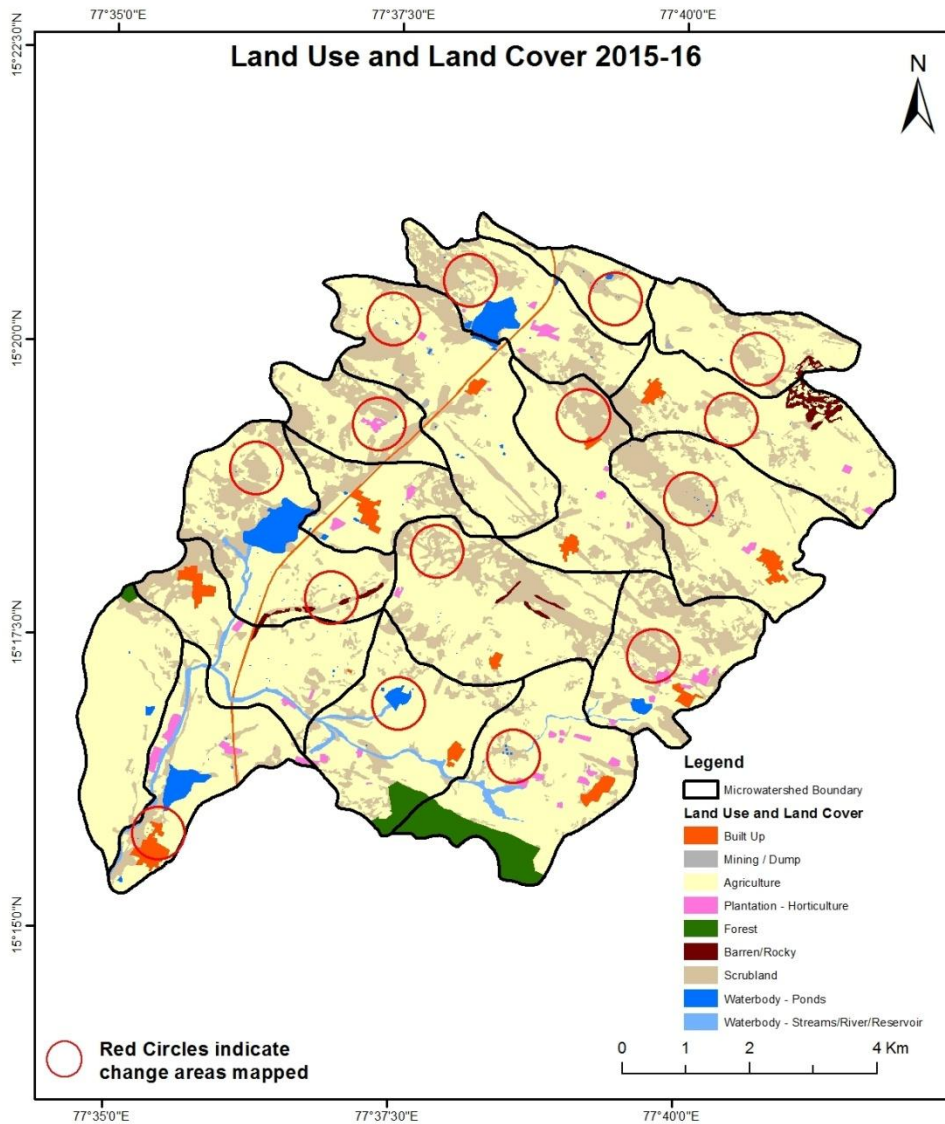 77°35'0"E
77°37'30"E
77°40'0"E
15°22'30"N
Land Use and Land Cover 2015-16
N
15°20'0"N
15°17'30"N
15°15'0"N
Legend
Microwatershed Boundary
Land Use and Land Cover
Built Up
Mining / Dump
Agriculture
Plantation - Horticulture
Forest
Barren/Rocky
Scrubland
Waterbody - Ponds
Waterbody - Streams/River/Reservoir
Red Circles indicate
change areas mapped
0 1 2 4 Km
77°35'0"E
77°37'30"E
77°40'0"E